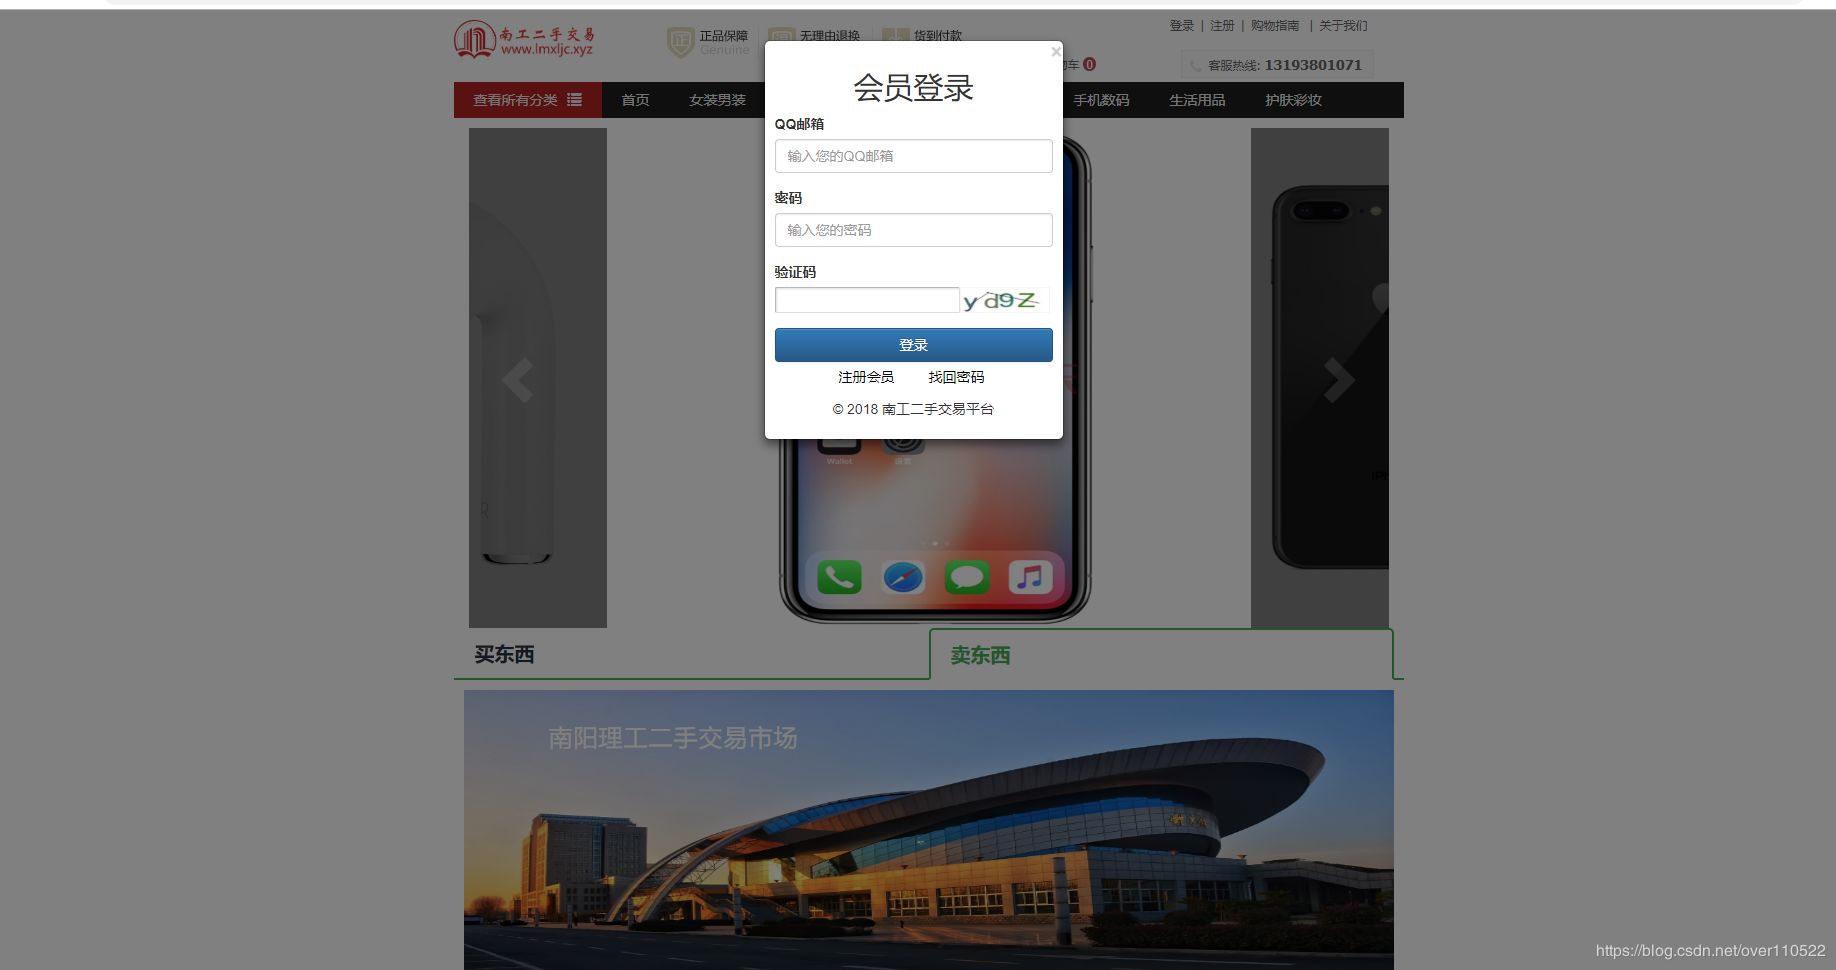 南工二手交易
www.lmxljc.xyz
正品保障
Genuine
无理由退换
货到付款
登录 | 注册 | 购物指南 | 关于我们
车 0
客服热线: 13193801071
查看所有分类 首页 女装男装 手机数码 生活用品 护肤彩妆
×
会员登录
QQ邮箱
输入您的QQ邮箱
密码
输入您的密码
验证码
yd9Z
登录
注册会员 找回密码
© 2018 南工二手交易平台
Wallet 设置
买东西
卖东西
南阳理工二手交易市场
https://blog.csdn.net/over110522